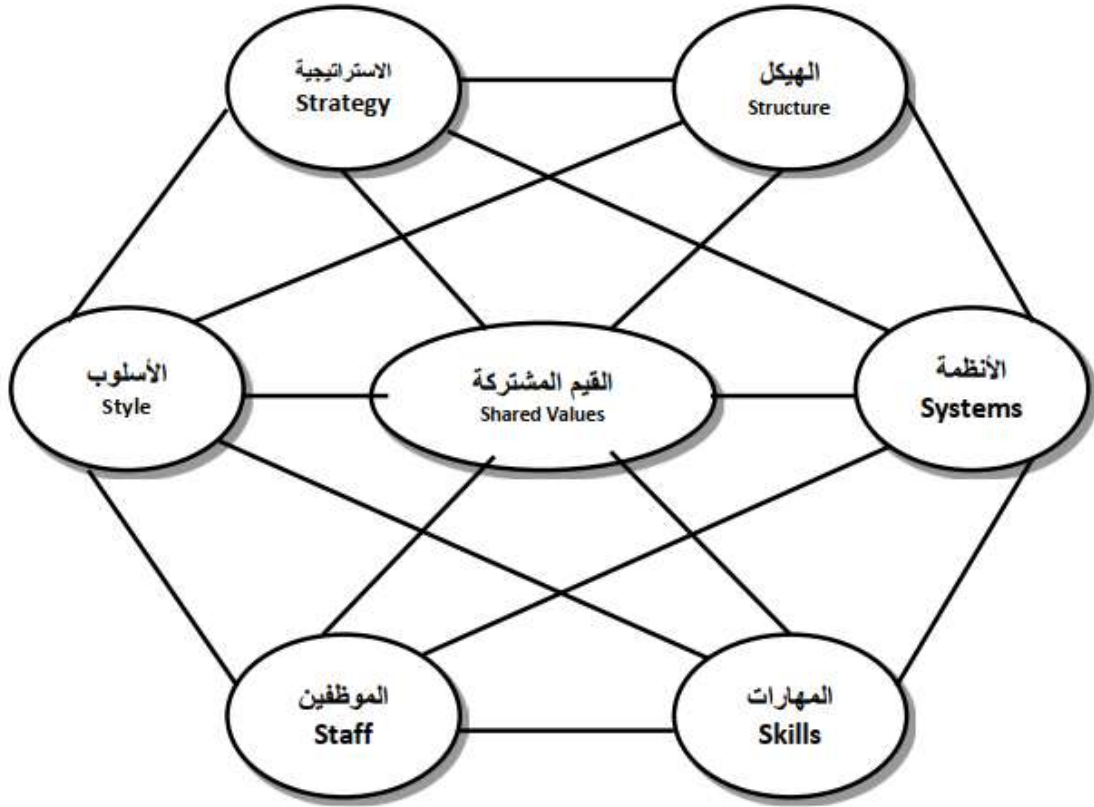 الاستراتيجية
Strategy
الهيكل
Structure
الأسلوب
Style
القيم المشتركة
Shared Values
الأنظمة
Systems
الموظفين
Staff
المهارات
Skills